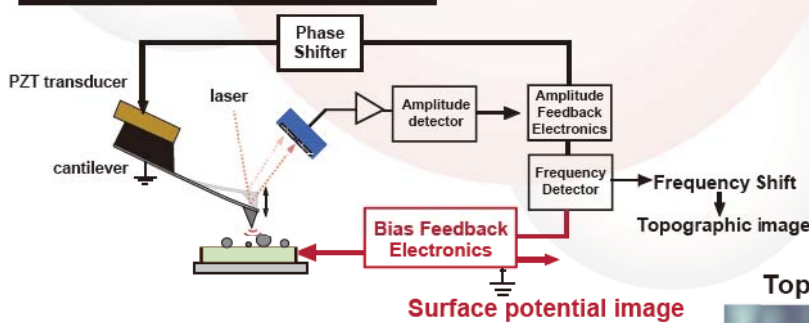 Phase
Shifter
PZT transducer
laser
Amplitude
detector
Amplitude
Feedback
Electronics
cantilever
Frequency
Detector
Frequency Shift
Topographic image
Bias Feedback
Electronics
Surface potential image
Top